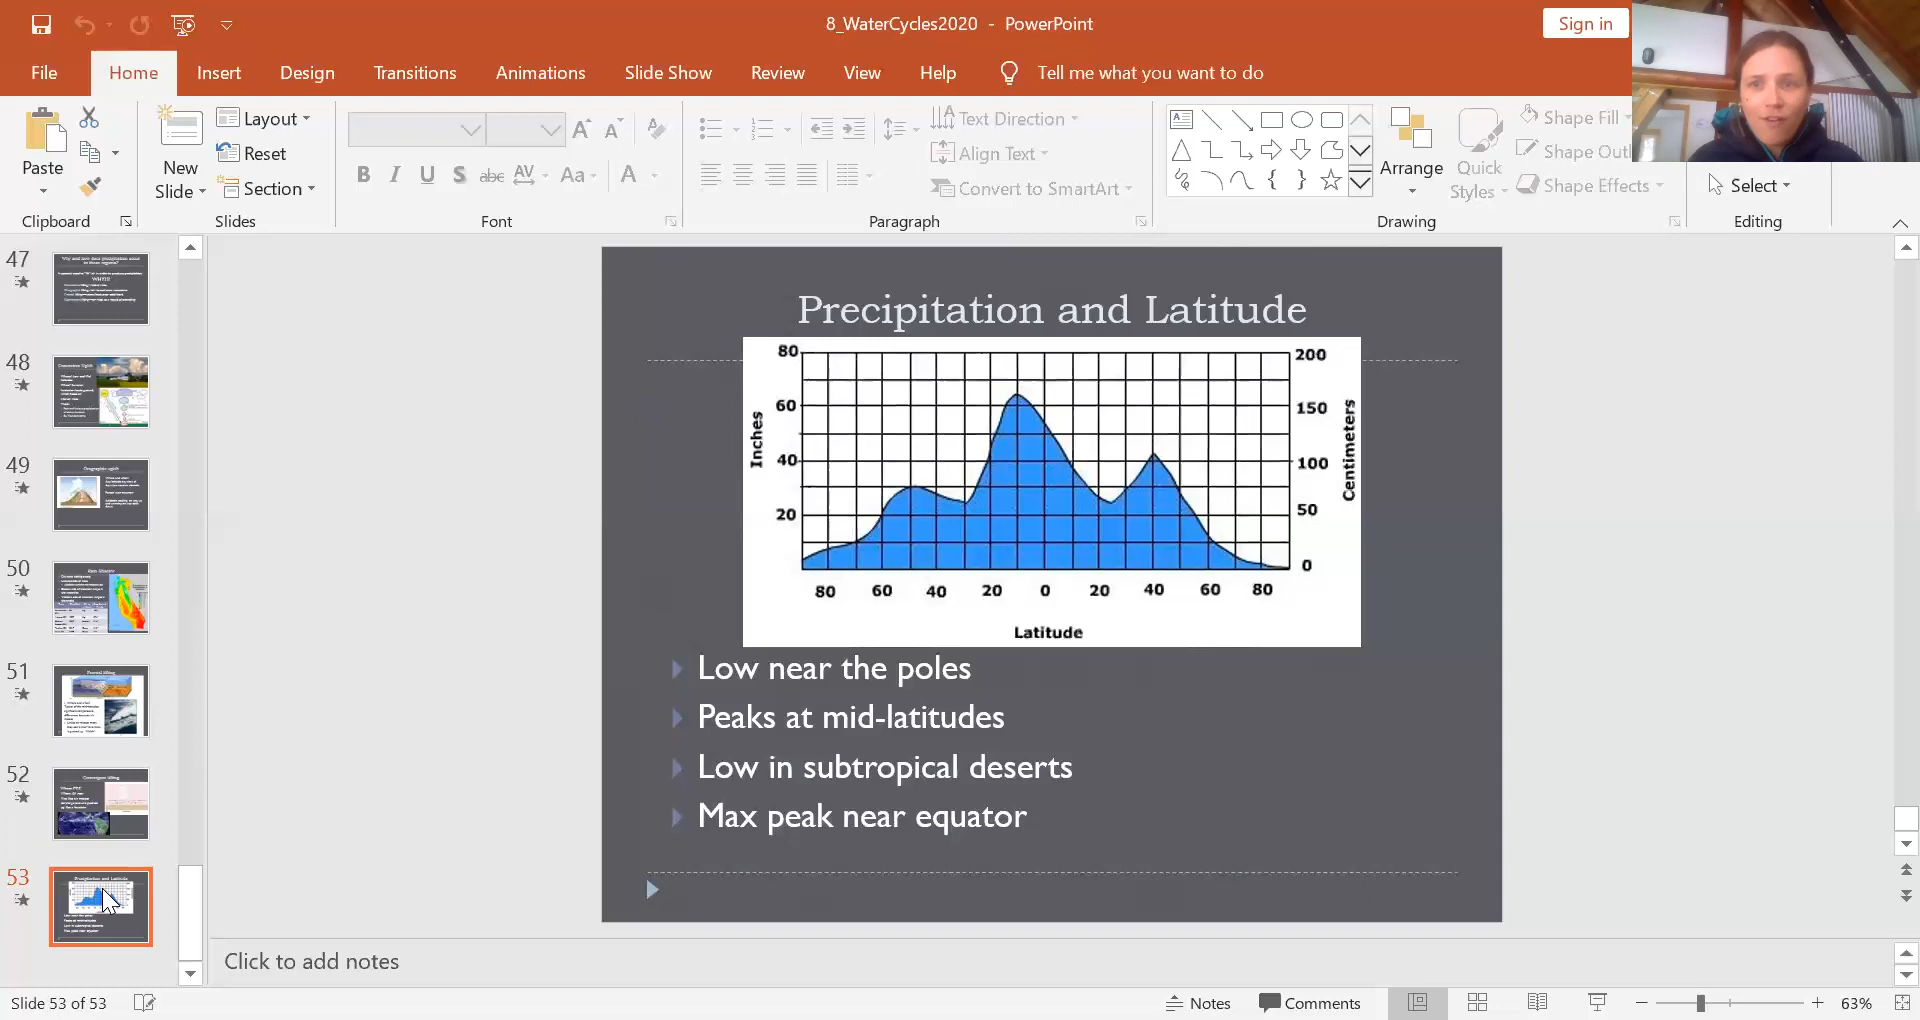 8_WaterCycles2020 - PowerPoint
Sign in
File Home Insert Design Transitions Animations Slide Show Review View Help Tell me what you want to do
Paste
Clipboard
New Slide
Layout
Reset
Section
Slides
B I U S abc AV Aa A
Font
Text Direction
Align Text
Convert to SmartArt
Paragraph
Arrange
Quick Styles
Shape Fill
Shape Outl
Shape Effects
Drawing
Select
Editing
47
48
49
50
51
52
53
Precipitation and Latitude
80
60
40
20
Inches
200
150
100
50
0
Centimeters
80 60 40 20 0 20 40 60 80
Latitude
Low near the poles
Peaks at mid-latitudes
Low in subtropical deserts
Max peak near equator
Click to add notes
Slide 53 of 53
Notes
Comments
63%